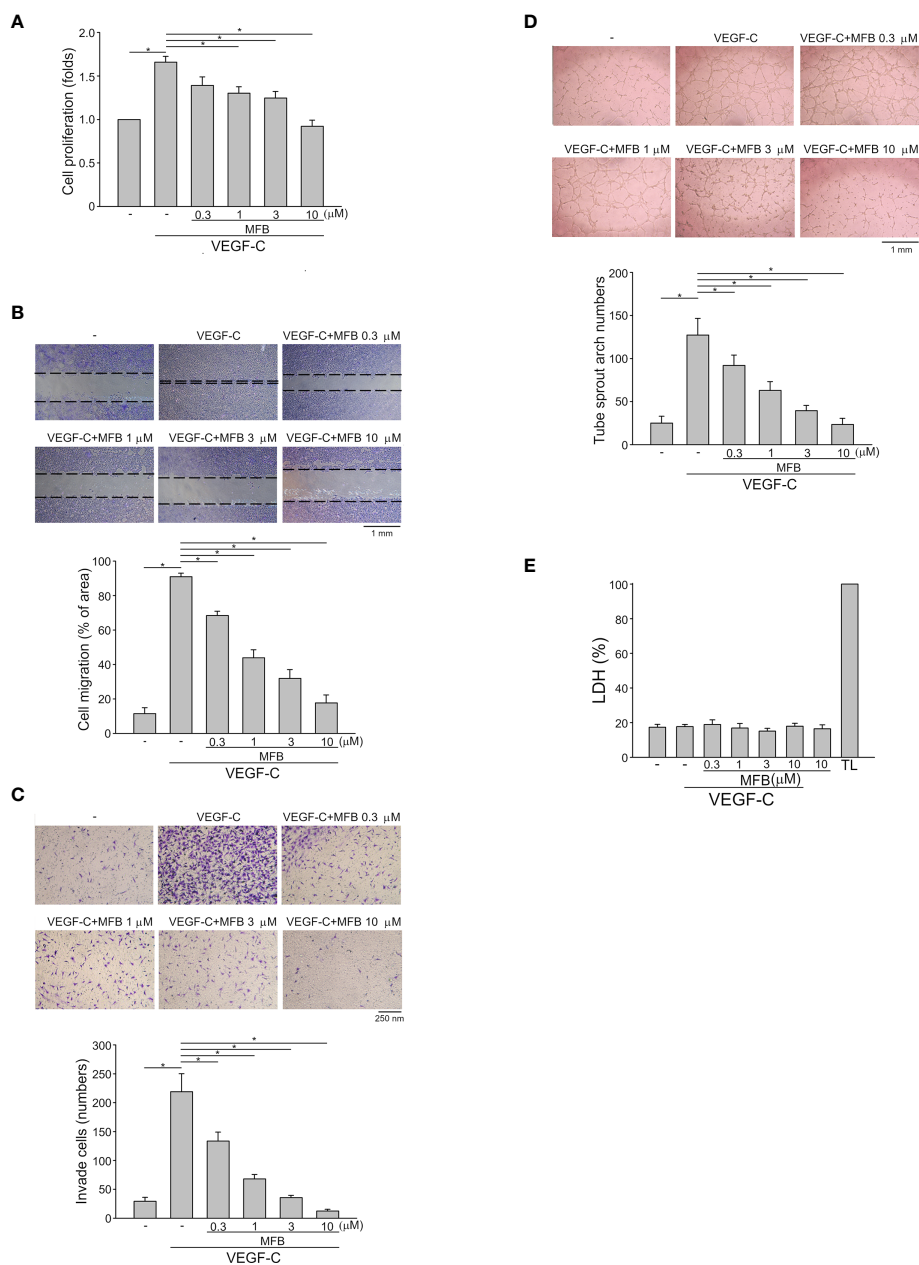 A
Cell proliferation (folds)
2.0
1.5
1.0
1.5
0
*
*
*
*
- - 0.3 1 3 10 (μM)
MFB
VEGF-C
B
- VEGF-C VEGF-C+MFB 0.3 μM
VEGF-C+MFB 1 μM VEGF-C+MFB 3 μM VEGF-C+MFB 10 μM
1 mm
Cell migration (% of area)
100
80
60
40
20
0
*
*
*
*
*
- - 0.3 1 3 10 (μM)
MFB
VEGF-C
C
- VEGF-C VEGF-C+MFB 0.3 μM
VEGF-C+MFB 1 μM VEGF-C+MFB 3 μM VEGF-C+MFB 10 μM
250 nm
Invade cells (numbers)
300
250
200
150
100
50
0
*
*
*
*
*
- - 0.3 1 3 10 (μM)
MFB
VEGF-C
D
- VEGF-C VEGF-C+MFB 0.3 μM
VEGF-C+MFB 1 μM VEGF-C+MFB 3 μM VEGF-C+MFB 10 μM
1 mm
Tube sprout arch numbers
200
150
100
50
0
*
*
*
*
*
- - 0.3 1 3 10 (μM)
MFB
VEGF-C
E
LDH (%)
100
80
60
40
20
0
- - 0.3 1 3 10 10 TL
MFB(μM)
VEGF-C